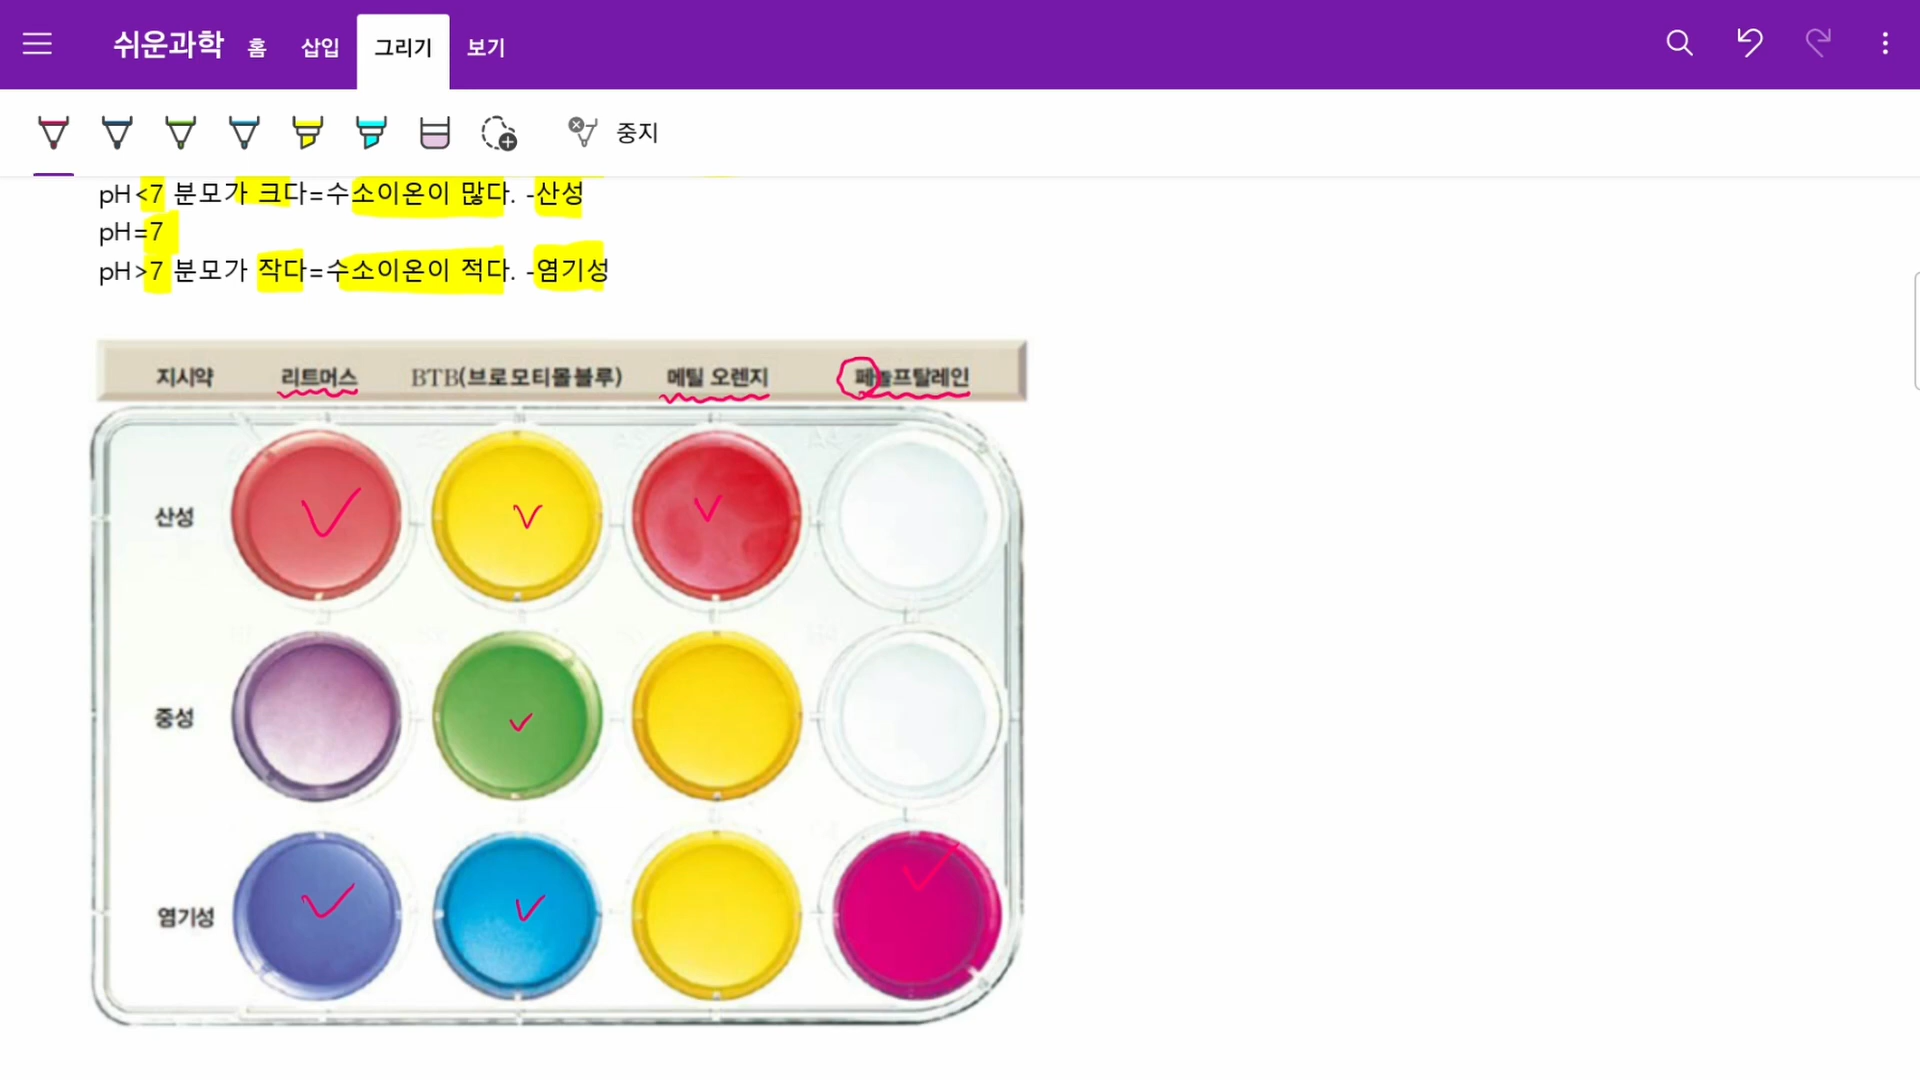 쉬운과학 홈 삽입 그리기 보기
중지
pH<7 분모가 크다=수소이온이 많다. -산성
pH=7
pH>7 분모가 작다=수소이온이 적다. -염기성
지시약 리트머스 BTB(브로모티몰블루) 메틸 오렌지 페놀프탈레인
산성
중성
염기성